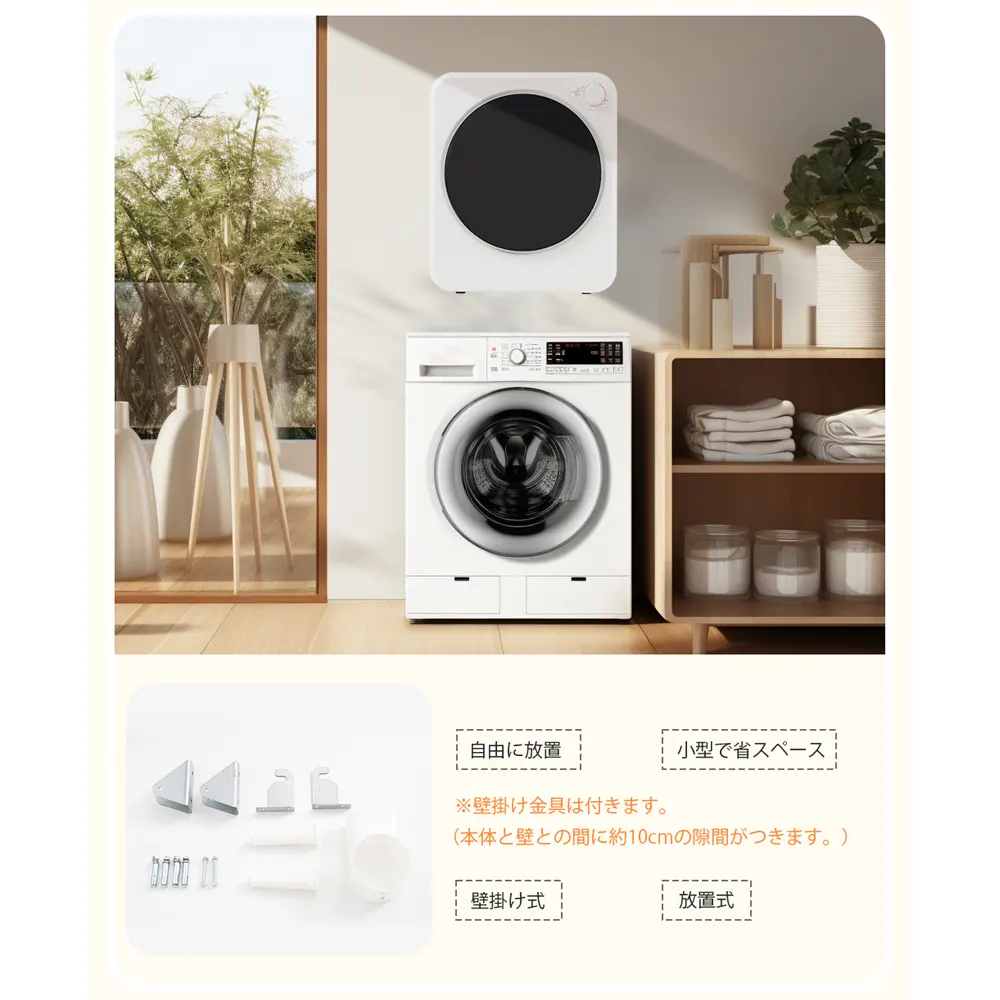 自由に放置
小型で省スペース
※壁掛け金具は付きます。
(本体と壁との間に約10cmの隙間がつきます。)
壁掛け式
放置式